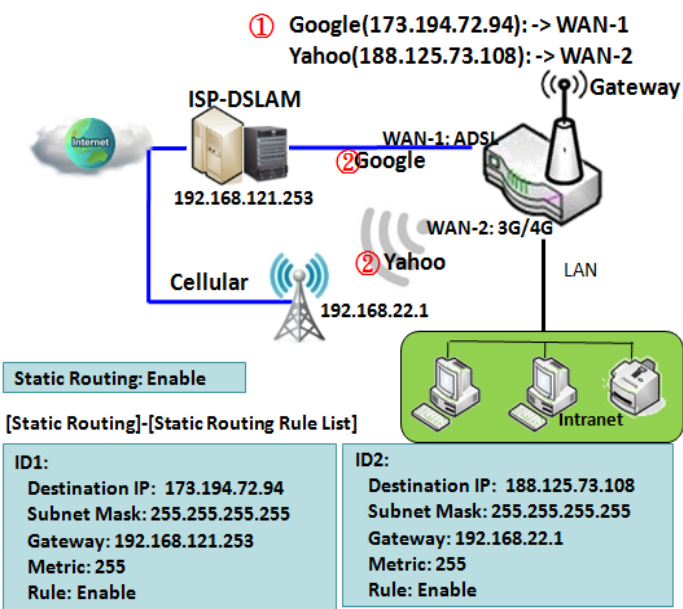 ① Google(173.194.72.94): -> WAN-1
Yahoo(188.125.73.108): -> WAN-2
Gateway
ISP-DSLAM
Internet
WAN-1: ADSL
②Google
192.168.121.253
WAN-2: 3G/4G
② Yahoo
LAN
Cellular
192.168.22.1
Static Routing: Enable
Intranet
[Static Routing]-[Static Routing Rule List]
ID1:
Destination IP: 173.194.72.94
Subnet Mask: 255.255.255.255
Gateway: 192.168.121.253
Metric: 255
Rule: Enable
ID2:
Destination IP: 188.125.73.108
Subnet Mask: 255.255.255.255
Gateway: 192.168.22.1
Metric: 255
Rule: Enable